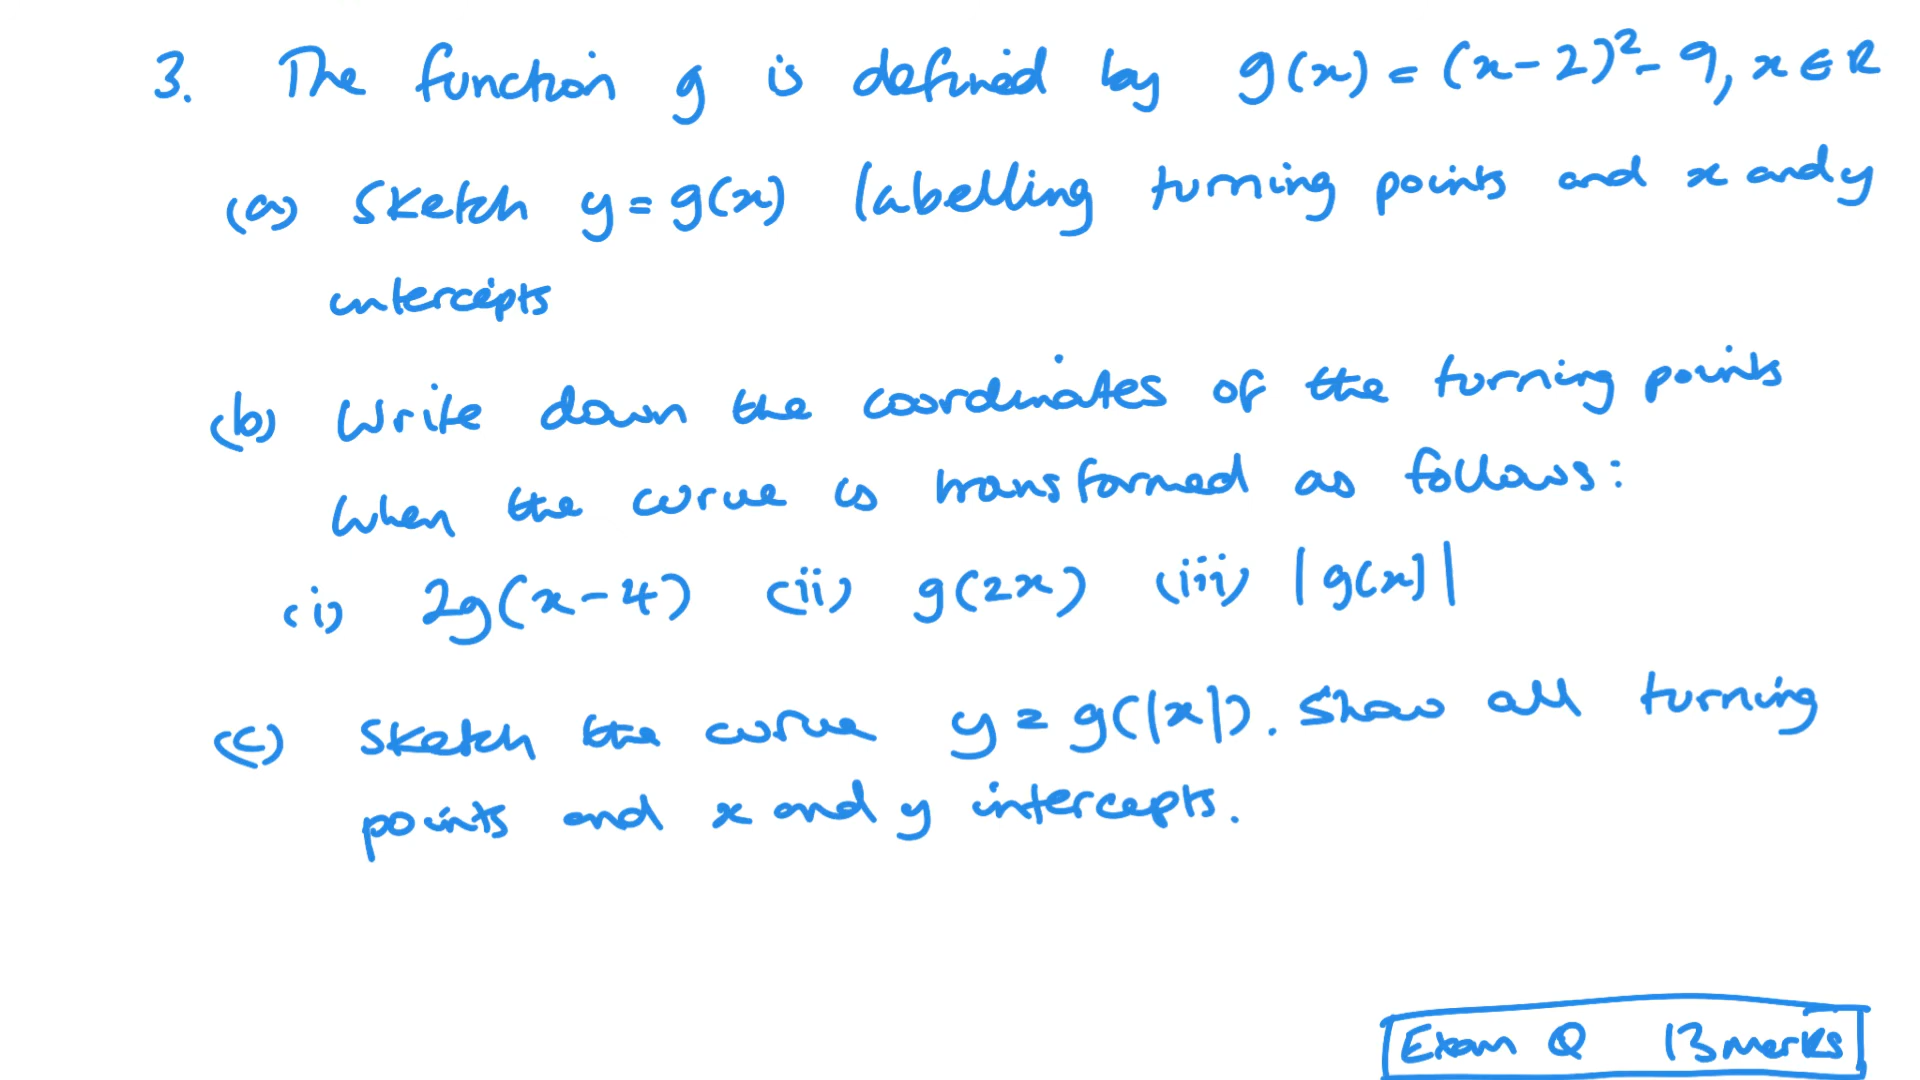 3. The function g is defined by g(x) = (x-2)²- 9, x ∈ R
(a) Sketch y = g(x) labelling turning points and x and y
intercepts
(b) Write down the coordinates of the turning points
when the curve is transformed as follows:
(i) 2g(x-4) (ii) g(2x) (iii) |g(x)|
(c) Sketch the curve y = g(|x|). Show all turning
points and x and y intercepts.
Exam Q 13 marks